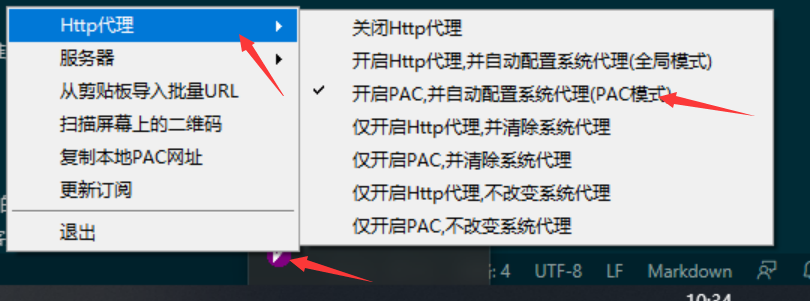 Http代理
服务器
从剪贴板导入批量URL
扫描屏幕上的二维码
复制本地PAC网址
更新订阅
退出
关闭Http代理
开启Http代理,并自动配置系统代理(全局模式)
开启PAC,并自动配置系统代理(PAC模式)
仅开启Http代理,并清除系统代理
仅开启PAC,并清除系统代理
仅开启Http代理,不改变系统代理
仅开启PAC,不改变系统代理
: 4 UTF-8 LF Markdown
10:34